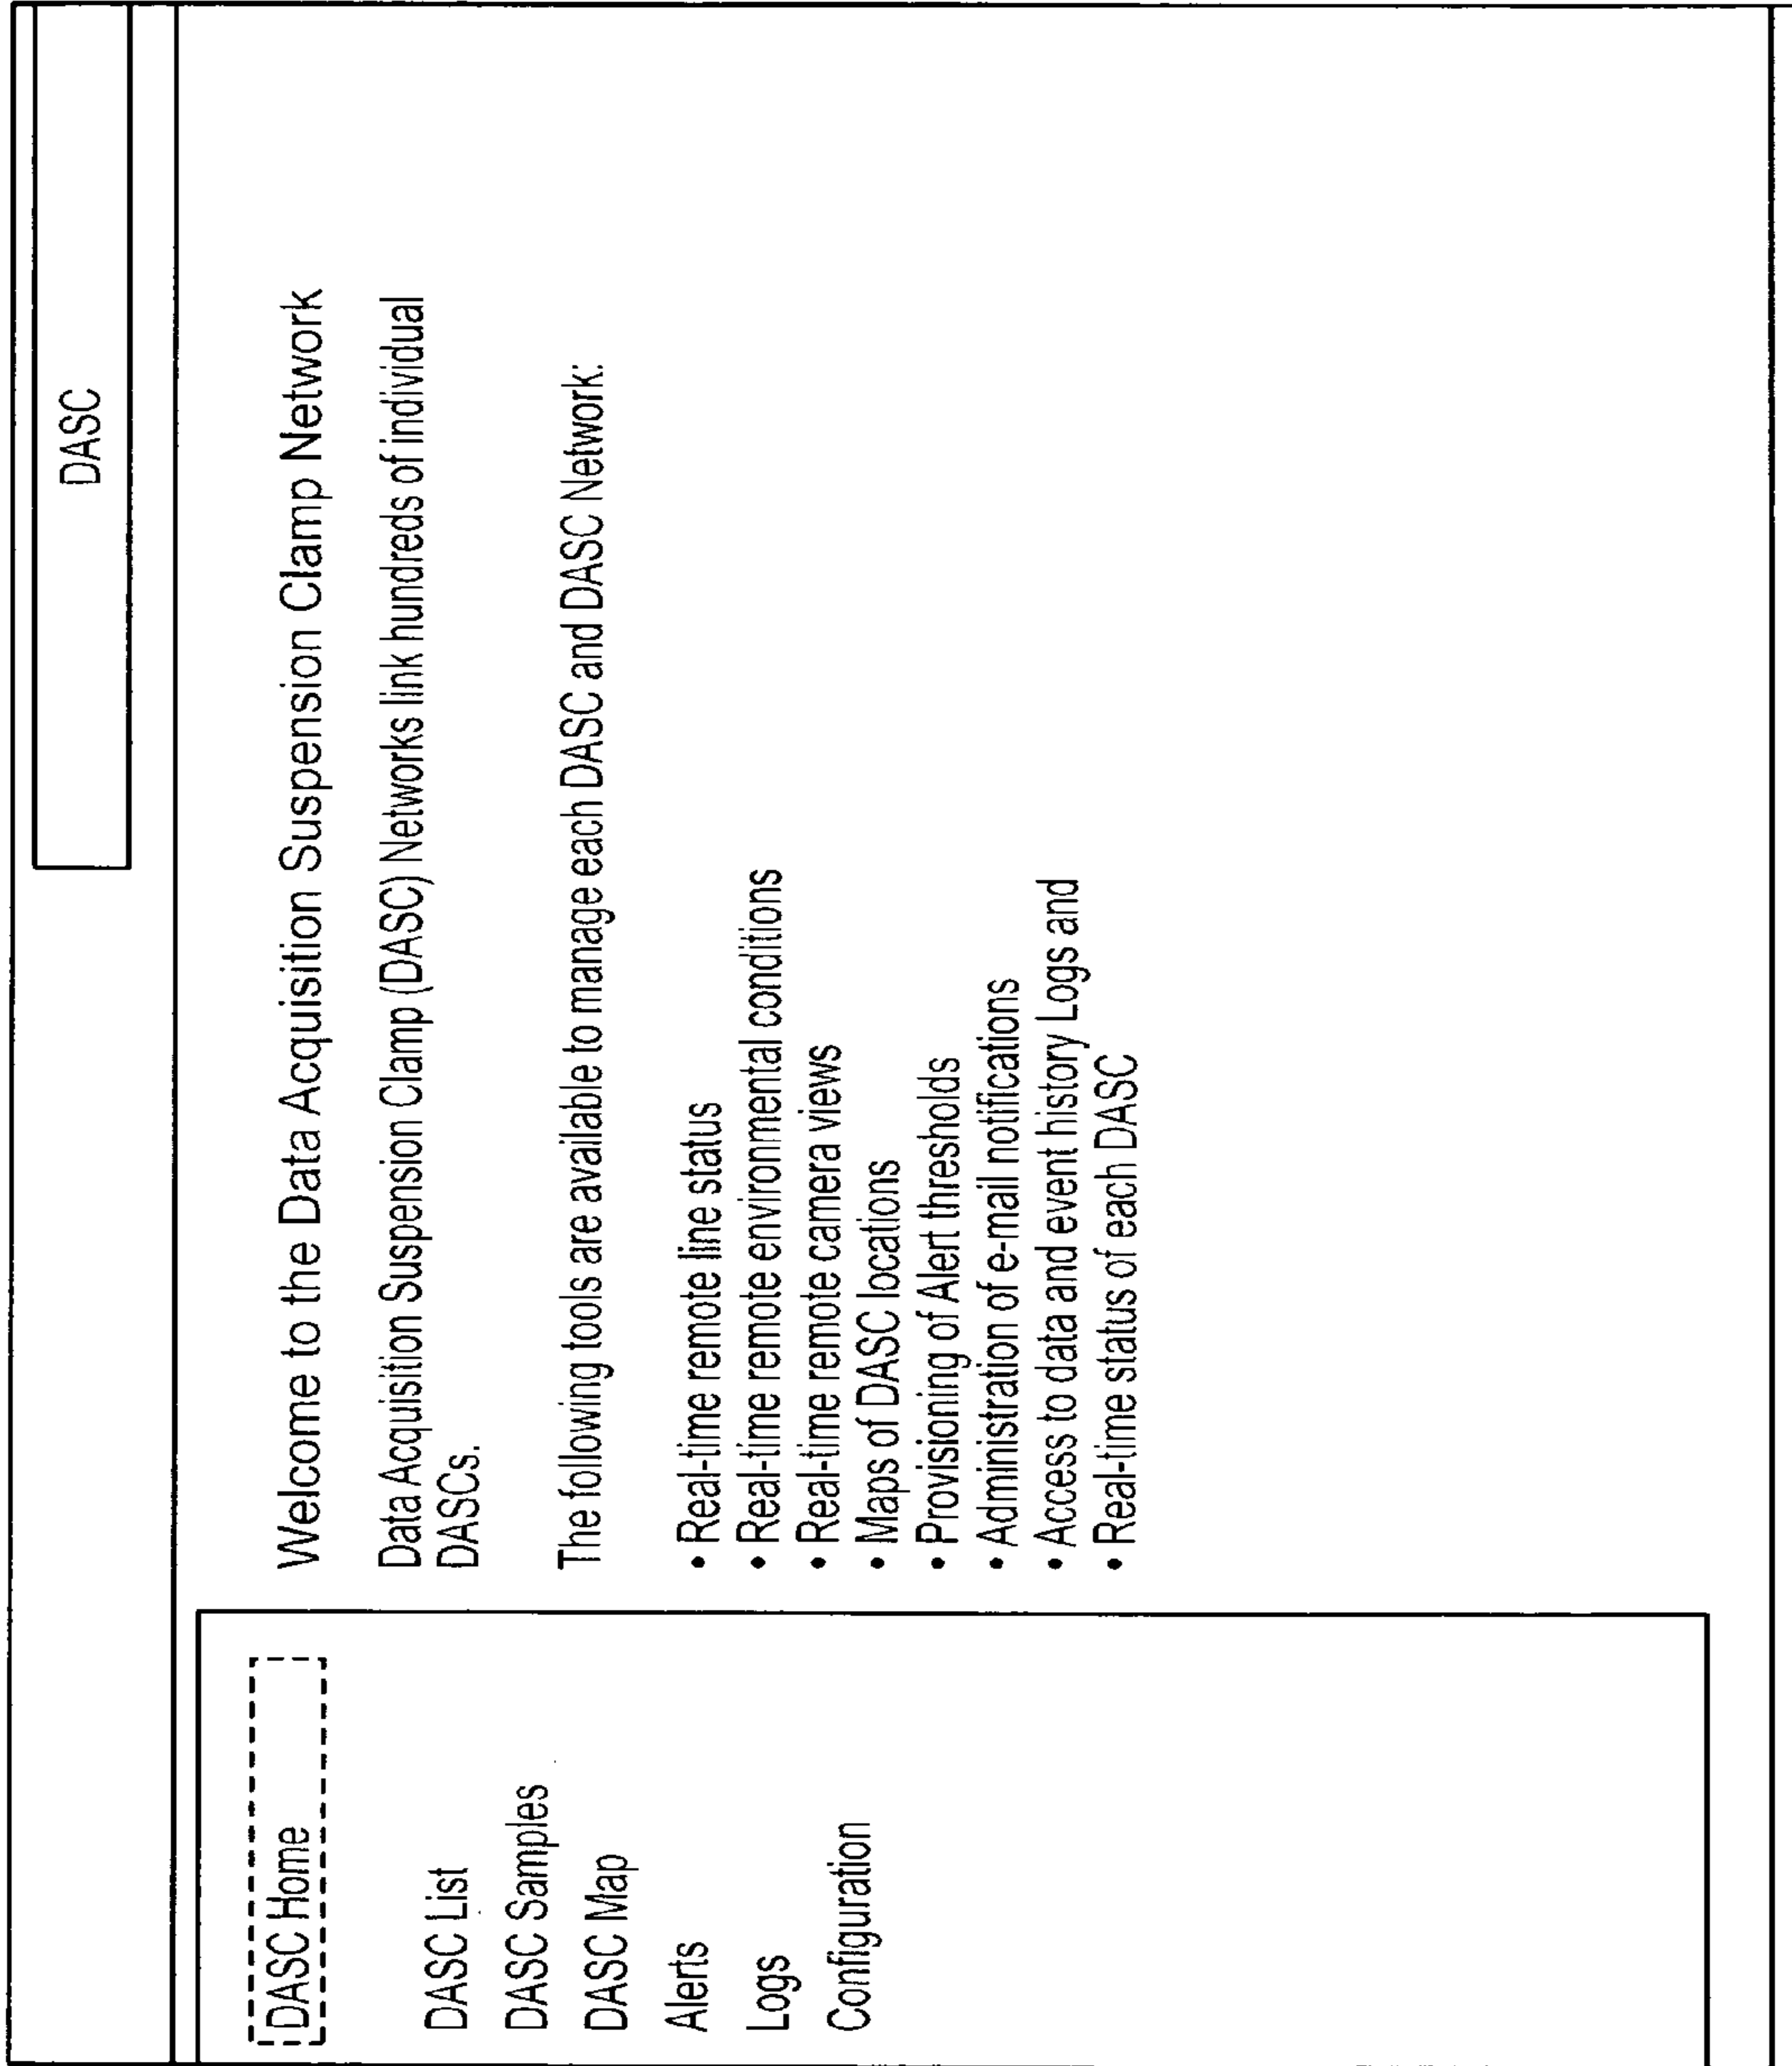 DASC
DASC Home
DASC List
DASC Samples
DASC Map
Alerts
Logs
Configuration
Welcome to the Data Acquisition Suspension Clamp Network
Data Acquisition Suspension Clamp (DASC) Networks link hundreds of individual
DASCs.
The following tools are available to manage each DASC and DASC Network:
• Real-time remote line status
• Real-time remote environmental conditions
• Real-time remote camera views
• Maps of DASC locations
• Provisioning of Alert thresholds
• Administration of e-mail notifications
• Access to data and event history Logs and
• Real-time status of each DASC